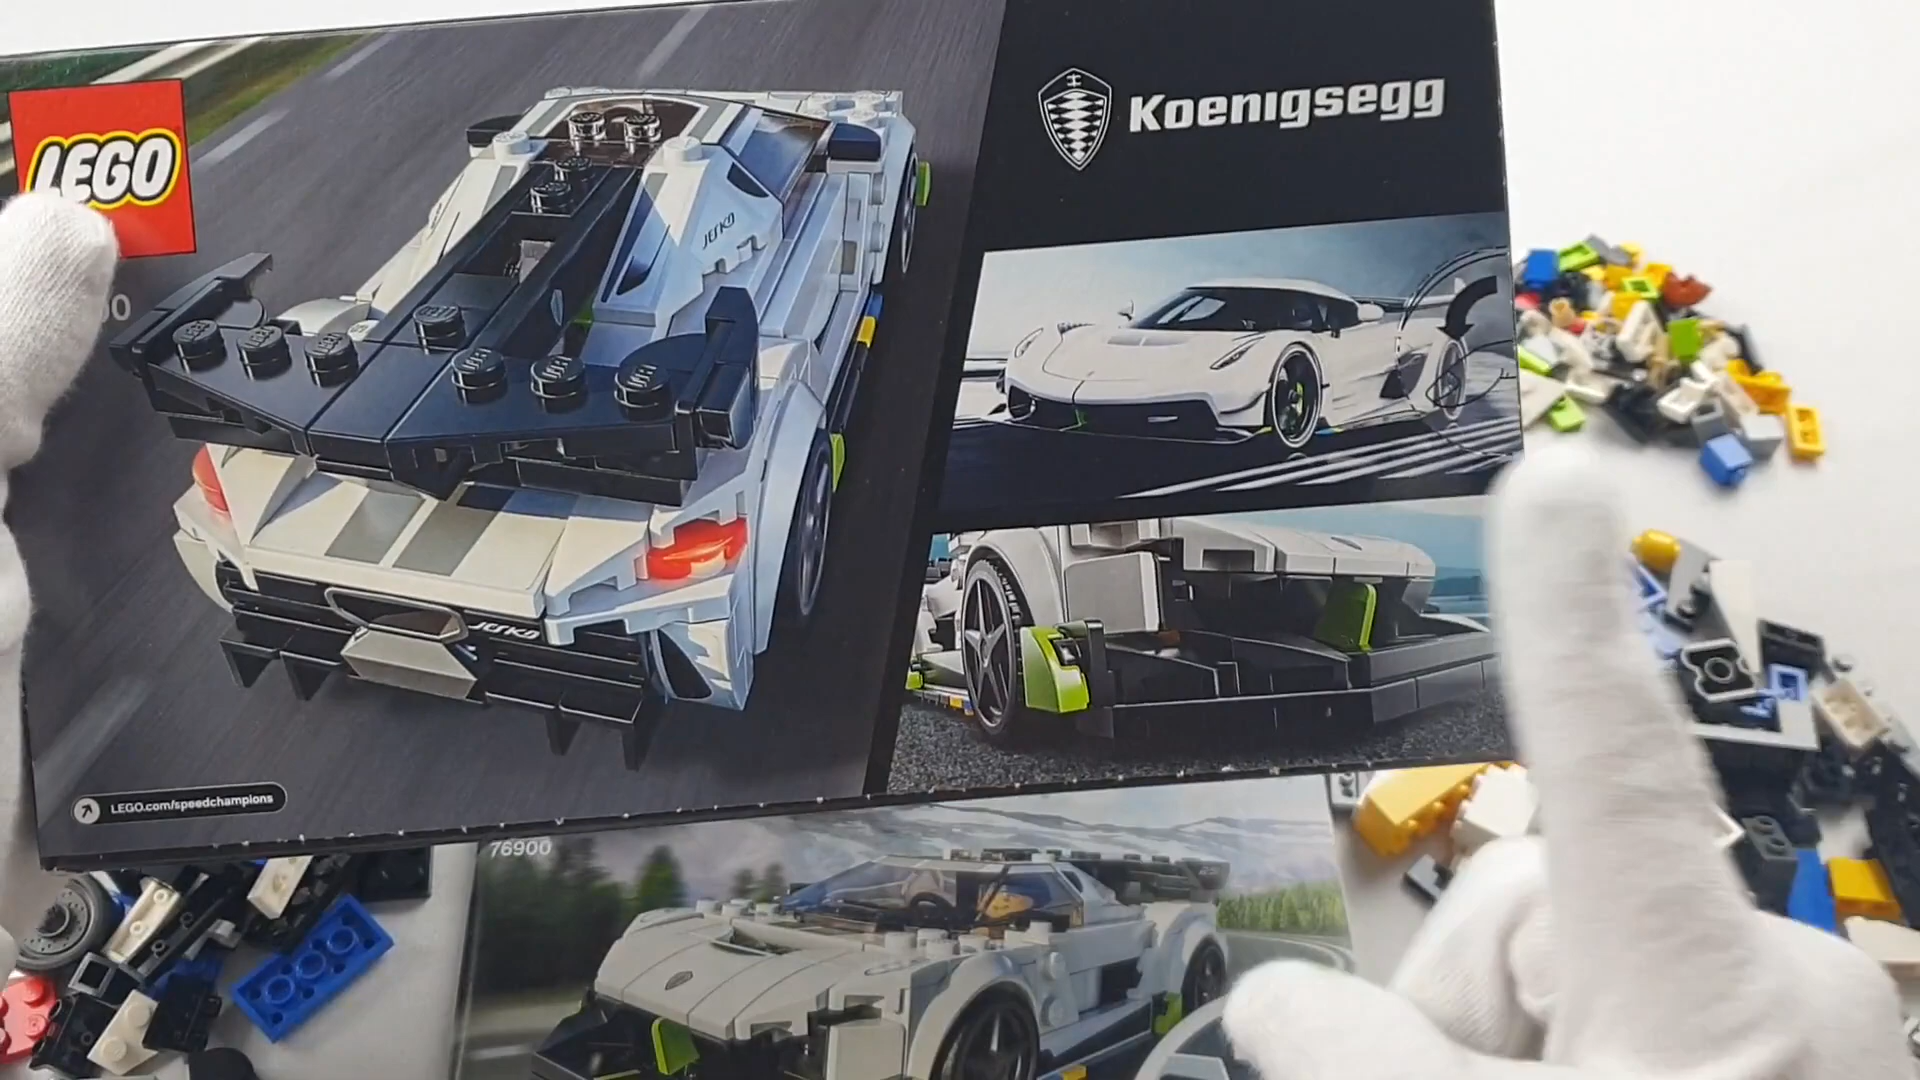 LEGO
Koenigsegg
JESKO
JESKO
LEGO.com/speedchampions
76900